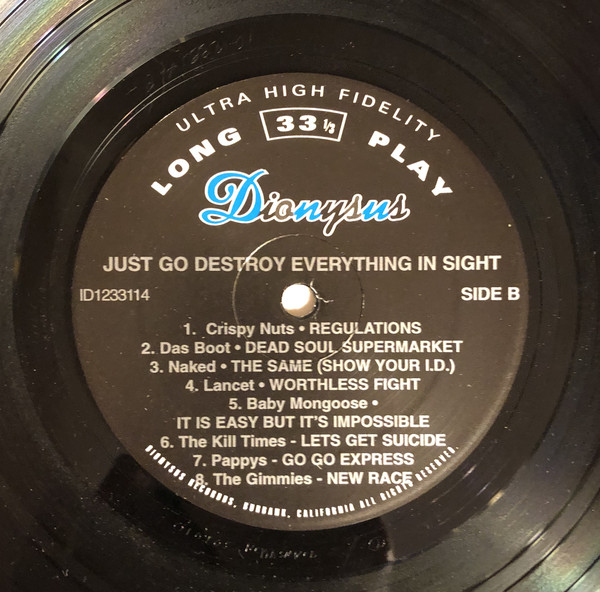 ULTRA HIGH FIDELITY
LONG 33 1/3 PLAY
Dionysus
JUST GO DESTROY EVERYTHING IN SIGHT
ID1233114 SIDE B
1. Crispy Nuts • REGULATIONS
2. Das Boot • DEAD SOUL SUPERMARKET
3. Naked • THE SAME (SHOW YOUR I.D.)
4. Lancet • WORTHLESS FIGHT
5. Baby Mongoose •
IT IS EASY BUT IT'S IMPOSSIBLE
6. The Kill Times - LETS GET SUICIDE
7. Pappys - GO GO EXPRESS
8. The Gimmies - NEW RACE
DIONYSUS RECORDS, BURBANK, CALIFORNIA ALL RIGHTS RESERVED.